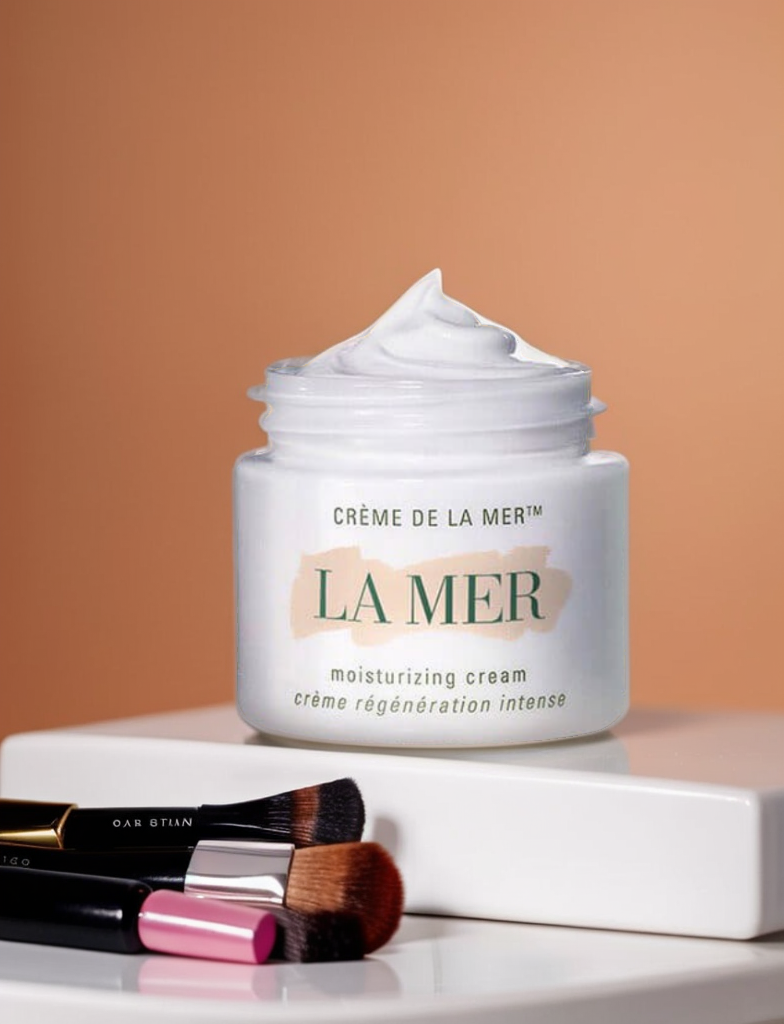 CRÈME DE LA MER™
LA MER
moisturizing cream
crème régénération intense